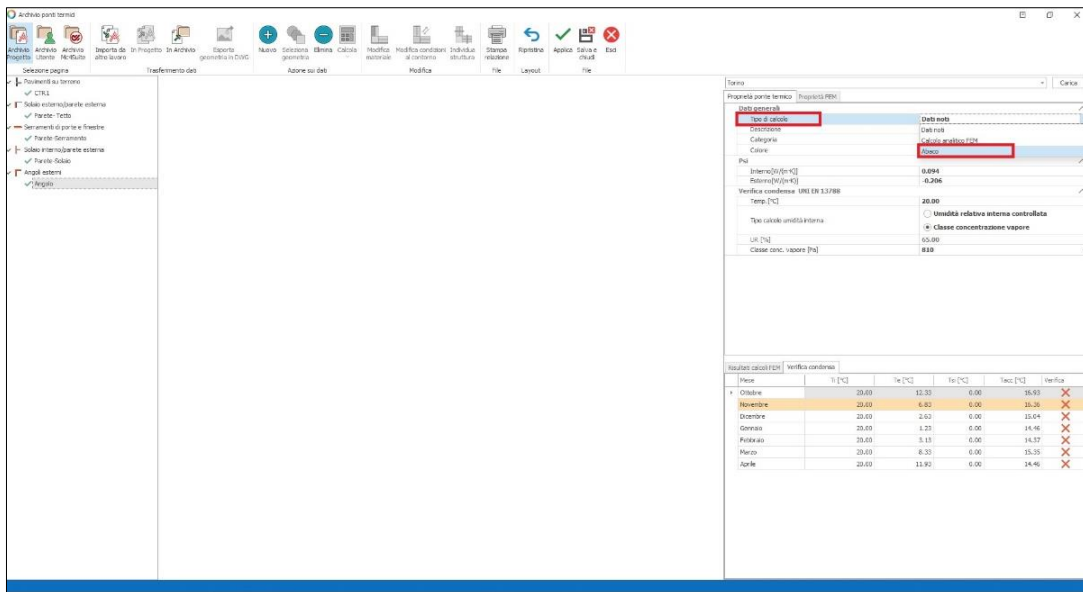 Archivio ponti termici
Archivio Progetto
Archivio Utente
Archivio Mc4Suite
Importa da altro lavoro
In Progetto
In Archivio
Esporta geometria in DWG
Nuovo
Seleziona geometria
Elimina
Calcola
Modifica materiale
Modifica condizioni al contorno
Individua struttura
Stampa relazione
Ripristina
Applica
Salva e chiudi
Esci
Selezione pagina
Trasferimento dati
Azione sui dati
Modifica
File
Layout
File
Pavimenti su terreno
CTR1
Solaio esterno/parete esterna
Parete-Tetto
Serramenti di porte e finestre
Parete-Serramento
Solaio interno/parete esterna
Parete-Solaio
Angoli esterni
Angolo
Torino
Carica
Proprietà ponte termico Proprietà FEM
Dati generali
Tipo di calcolo Dati noti
Descrizione Dati noti
Categoria Calcolo analitico FEM
Colore Abaco
Psi
Interno[W/(m·K)] 0.094
Esterno[W/(m·K)] -0.206
Verifica condensa UNI EN 13788
Temp. [°C] 20.00
Tipo calcolo umidità interna
Umidità relativa interna controllata
Classe concentrazione vapore
UR [%] 65.00
Classe conc. vapore [Pa] 810
Risultati calcoli FEM Verifica condensa
Mese Ti [°C] Te [°C] Tsi [°C] Tacc [°C] Verifica
Ottobre 20.00 12.33 0.00 16.93
Novembre 20.00 6.83 0.00 16.36
Dicembre 20.00 2.63 0.00 15.04
Gennaio 20.00 1.23 0.00 14.46
Febbraio 20.00 3.13 0.00 14.37
Marzo 20.00 8.33 0.00 15.35
Aprile 20.00 11.93 0.00 14.46